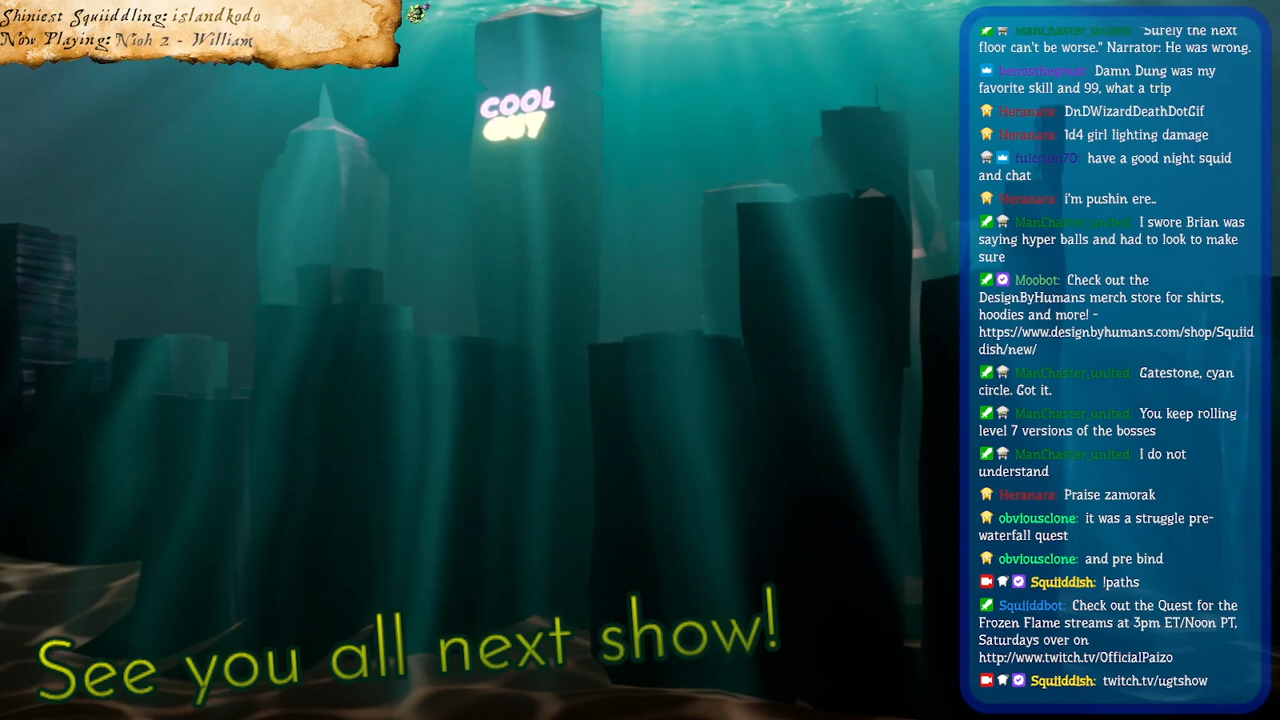 Shiniest Squiiddling: islandkodo
Now Playing: Nioh 2 - William
COOL
GUY
See you all next show!
ManChaster_united: "Surely the next
floor can't be worse." Narrator: He was wrong.
Damn Dung was my
favorite skill and 99, what a trip
Heranara: DnDWizardDeathDotGif
Heranara: 1d4 girl lighting damage
fulcrum70: have a good night squid
and chat
Heranara: i'm pushin ere..
ManChaster_united: I swore Brian was
saying hyper balls and had to look to make
sure
Moobot: Check out the
DesignByHumans merch store for shirts,
hoodies and more! -
https://www.designbyhumans.com/shop/Squiid
dish/new/
ManChaster_united: Gatestone, cyan
circle. Got it.
ManChaster_united: You keep rolling
level 7 versions of the bosses
ManChaster_united: I do not
understand
Heranara: Praise zamorak
obviousclone: it was a struggle pre-
waterfall quest
obviousclone: and pre bind
Squiiddish: !paths
Squiddbot: Check out the Quest for the
Frozen Flame streams at 3pm ET/Noon PT,
Saturdays over on
http://www.twitch.tv/OfficialPaizo
Squiiddish: twitch.tv/ugtshow